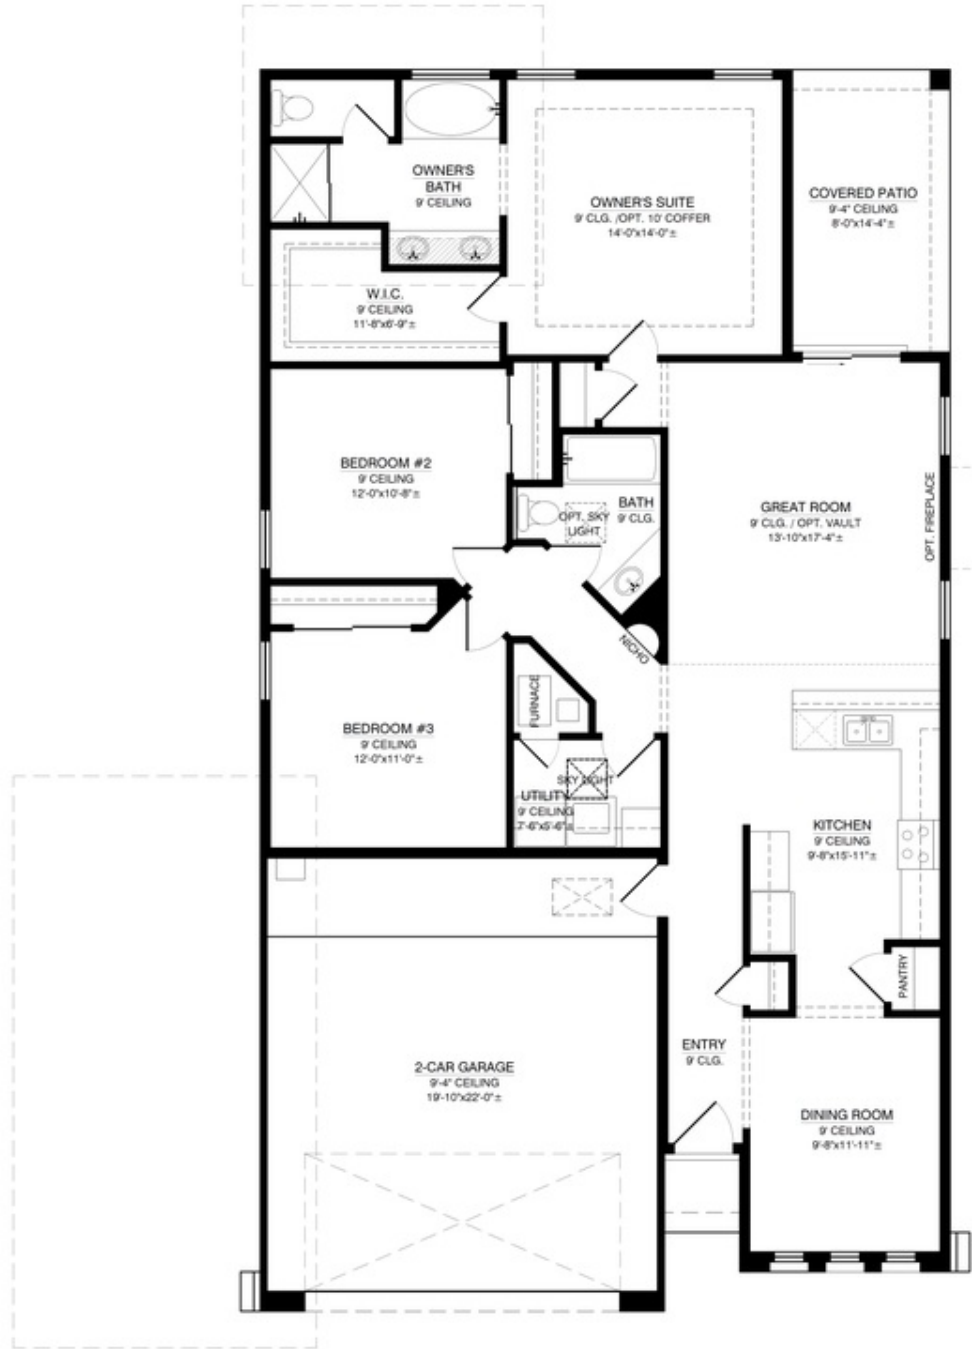 OWNER'S
BATH
9' CEILING
OWNER'S SUITE
9' CLG. /OPT. 10' COFFER
14'-0"x14'-0"±
COVERED PATIO
9'-4" CEILING
8'-0"x14'-4"±
W.I.C.
9' CEILING
11'-8"x6'-9"±
BEDROOM #2
9' CEILING
12'-0"x10'-8"±
BATH
9' CLG.
OPT. SKY
LIGHT
GREAT ROOM
9' CLG. / OPT. VAULT
13'-10"x17'-4"±
OPT. FIREPLACE
NICHO
FURNACE
BEDROOM #3
9' CEILING
12'-0"x11'-0"±
SKY LIGHT
UTILITY
9' CEILING
7'-6"x5'-6"±
KITCHEN
9' CEILING
9'-8"x15'-11"±
PANTRY
ENTRY
9' CLG.
2-CAR GARAGE
9'-4" CEILING
19'-10"x22'-0"±
DINING ROOM
9' CEILING
9'-8"x11'-11"±